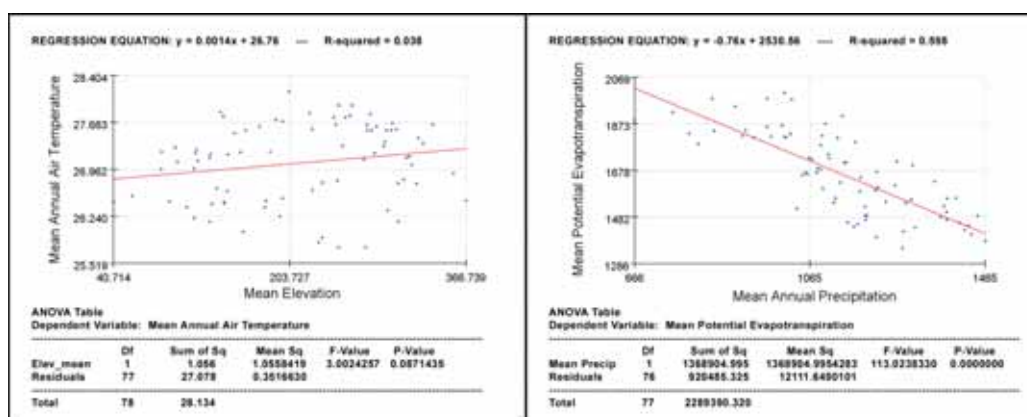 REGRESSION EQUATION: y = 0.0014x + 26.76 --- R-squared = 0.038
28.404
27.683
26.962
26.240
25.519
Mean Annual Air Temperature
40.714 203.727 366.739
Mean Elevation
ANOVA Table
Dependent Variable: Mean Annual Air Temperature
Df Sum of Sq Mean Sq F-Value P-Value
Elev_mean 1 1.056 1.0558419 3.0024257 0.0871435
Residuals 77 27.078 0.3516630
Total 78 28.134
REGRESSION EQUATION: y = -0.76x + 2530.56 --- R-squared = 0.598
2069
1873
1678
1482
1286
Mean Potential Evapotranspiration
666 1065 1465
Mean Annual Precipitation
ANOVA Table
Dependent Variable: Mean Potential Evapotranspiration
Df Sum of Sq Mean Sq F-Value P-Value
Mean Precip 1 1368904.995 1368904.9954283 113.0238330 0.0000000
Residuals 76 920485.325 12111.6490101
Total 77 2289390.320